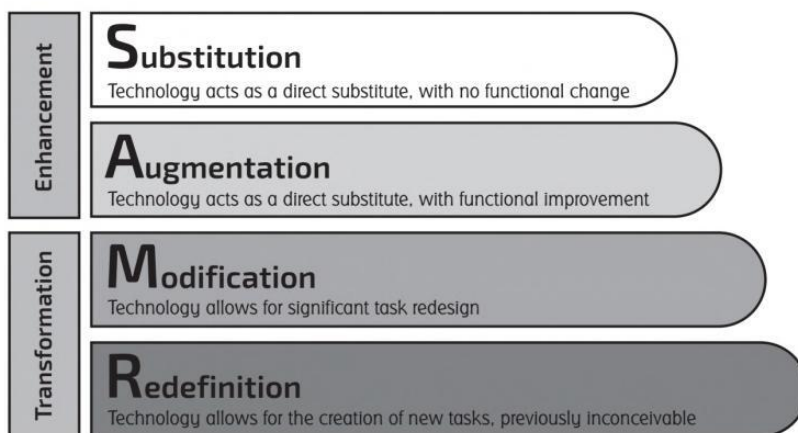 Enhancement
Substitution
Technology acts as a direct substitute, with no functional change
Augmentation
Technology acts as a direct substitute, with functional improvement
Transformation
Modification
Technology allows for significant task redesign
Redefinition
Technology allows for the creation of new tasks, previously inconceivable